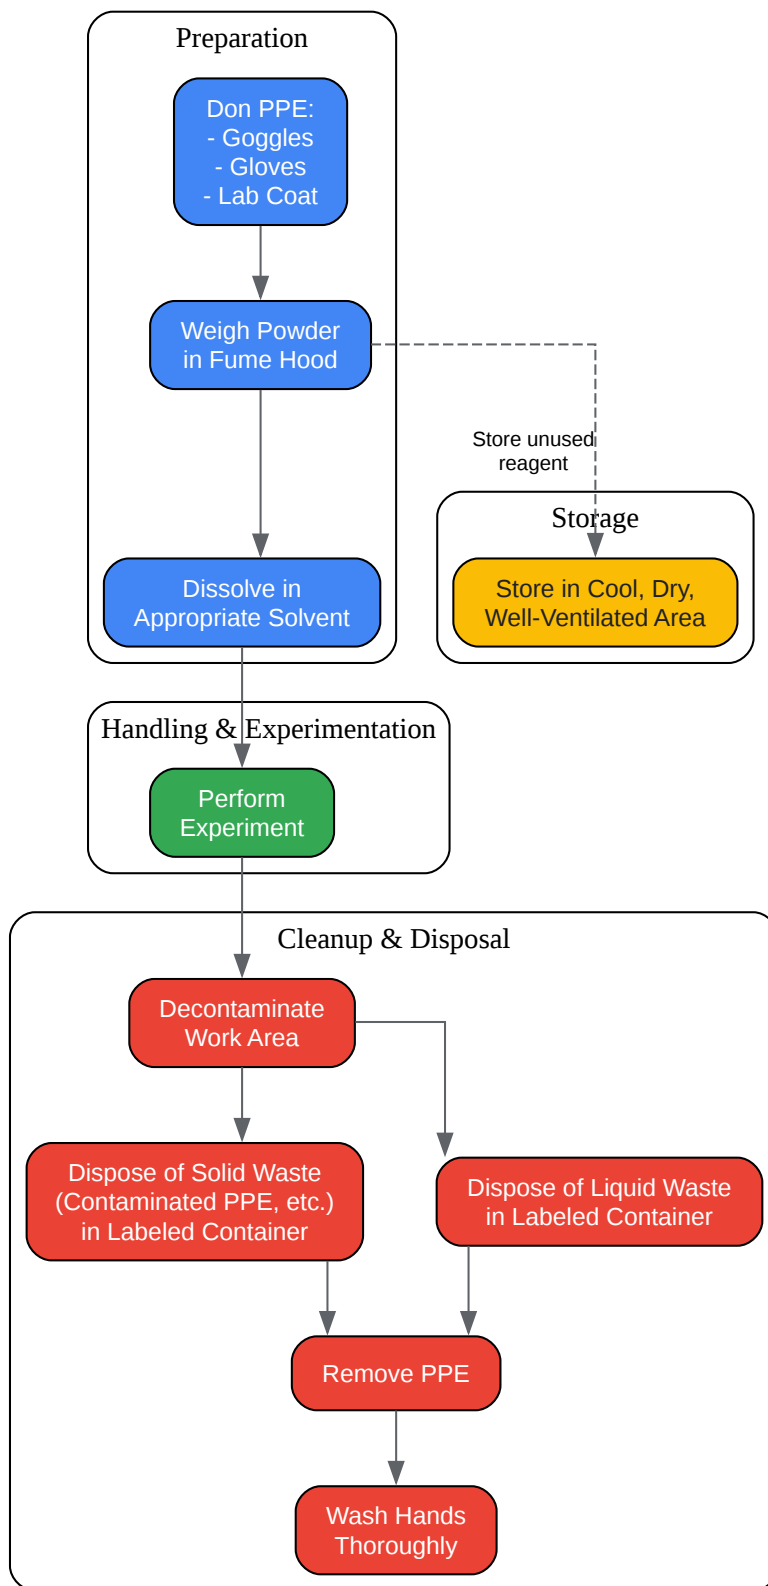 Preparation
Don PPE:
- Goggles
- Gloves
- Lab Coat
Weigh Powder
in Fume Hood
Store unused
reagent
Storage
Dissolve in
Appropriate Solvent
Store in Cool, Dry,
Well-Ventilated Area
Handling & Experimentation
Perform
Experiment
Cleanup & Disposal
Decontaminate
Work Area
Dispose of Solid Waste
(Contaminated PPE, etc.)
in Labeled Container
Dispose of Liquid Waste
in Labeled Container
Remove PPE
Wash Hands
Thoroughly